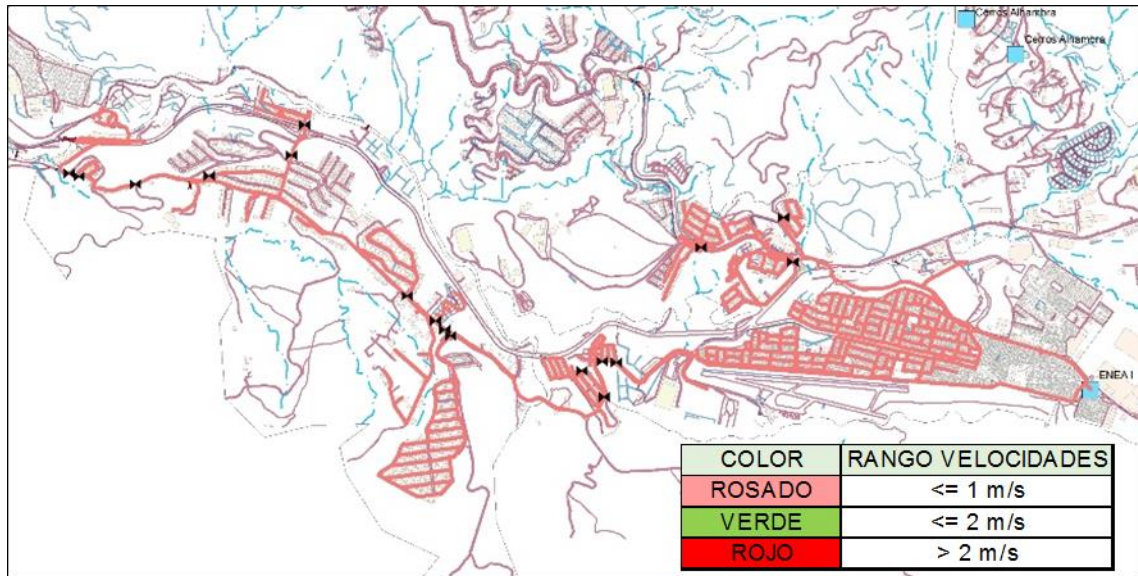 Cerros Alhambra
Cerros Alhambra
ENEA I
COLOR RANGO VELOCIDADES
ROSADO <= 1 m/s
VERDE <= 2 m/s
ROJO > 2 m/s